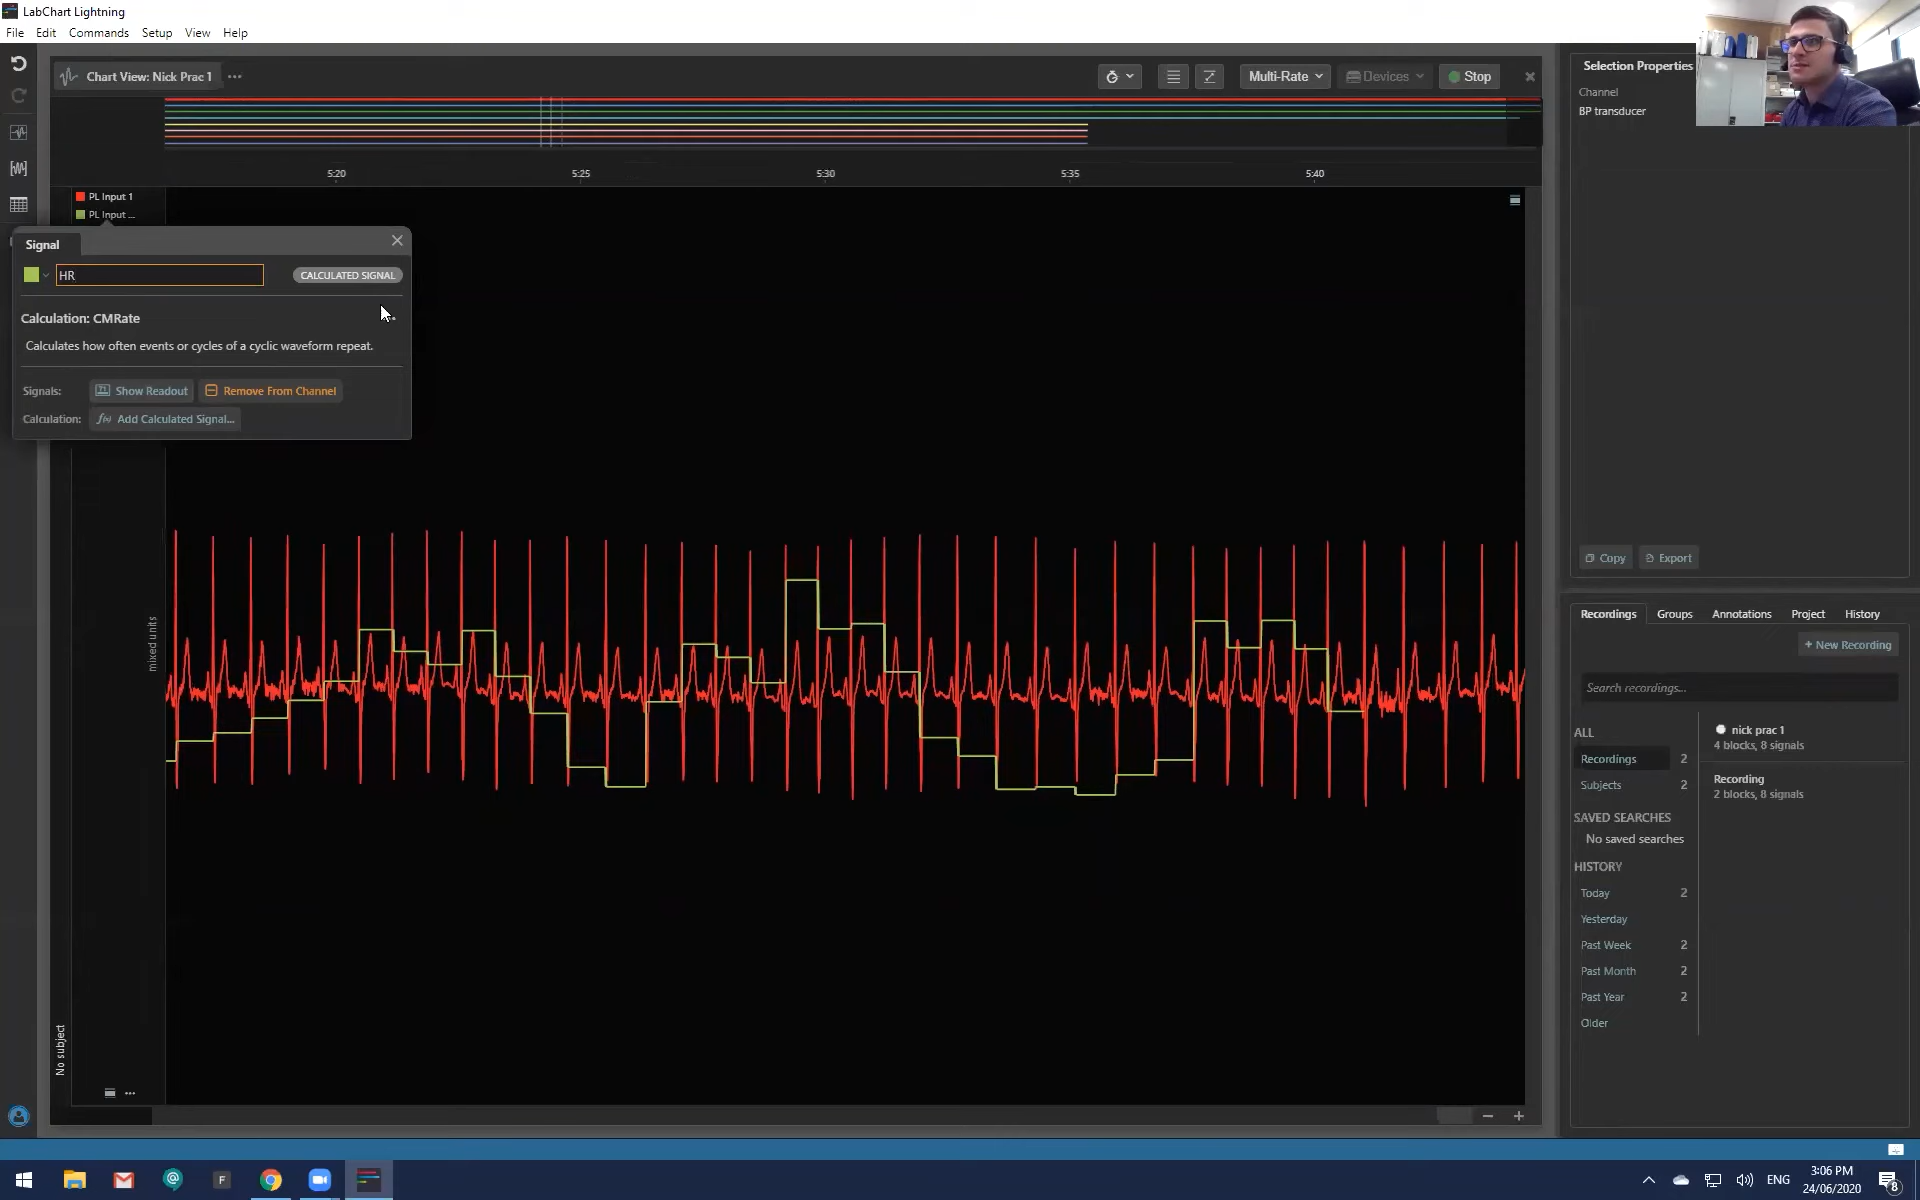 LabChart Lightning
File Edit Commands Setup View Help
Chart View: Nick Prac 1 ...
Multi-Rate Devices Stop
5:20 5:25 5:30 5:35 5:40
PL Input 1
PL Input ...
Signal
HR
CALCULATED SIGNAL
Calculation: CMRate
Calculates how often events or cycles of a cyclic waveform repeat.
Signals: Show Readout Remove From Channel
Calculation: f(x) Add Calculated Signal...
mixed units
No subject
Selection Properties
Channel
BP transducer
Copy Export
Recordings Groups Annotations Project History
+ New Recording
Search recordings...
ALL
Recordings 2
Subjects 2
SAVED SEARCHES
No saved searches
HISTORY
Today 2
Yesterday
Past Week 2
Past Month 2
Past Year 2
Older
nick prac 1
4 blocks, 8 signals
Recording
2 blocks, 8 signals
F
ENG
3:06 PM
24/06/2020
8